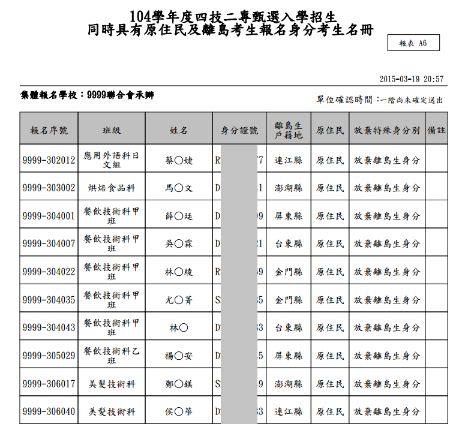 104學年度四技二專甄選入學招生
同時具有原住民及離島考生報名身分考生名冊
報表 A6
2015-03-19 20:57
集體報名學校：9999聯合會承辦 單位確認時間：一階尚未確定送出
報名序號 班級 姓名 身分證號 離島生戶籍地 原住民 放棄特殊身分別 備註
9999-302012 應用外語科日文組 蔡○婕 R 77 連江縣 原住民 放棄離島生身分
9999-303002 烘焙食品科 馬○文 D 11 澎湖縣 原住民 放棄離島生身分
9999-304001 餐飲技術科甲班 薛○廷 D 09 屏東縣 原住民 放棄離島生身分
9999-304007 餐飲技術科甲班 吳○霖 D 21 台東縣 原住民 放棄離島生身分
9999-304022 餐飲技術科甲班 林○綾 R 59 金門縣 原住民 放棄離島生身分
9999-304035 餐飲技術科甲班 尤○菁 S 35 金門縣 原住民 放棄離島生身分
9999-304043 餐飲技術科甲班 林○ D 33 台東縣 原住民 放棄離島生身分
9999-305029 餐飲技術科乙班 楊○安 D 5 屏東縣 原住民 放棄離島生身分
9999-306017 美髮技術科 鄭○鎂 S 9 澎湖縣 原住民 放棄離島生身分
9999-306040 美髮技術科 侯○華 D 33 連江縣 原住民 放棄離島生身分